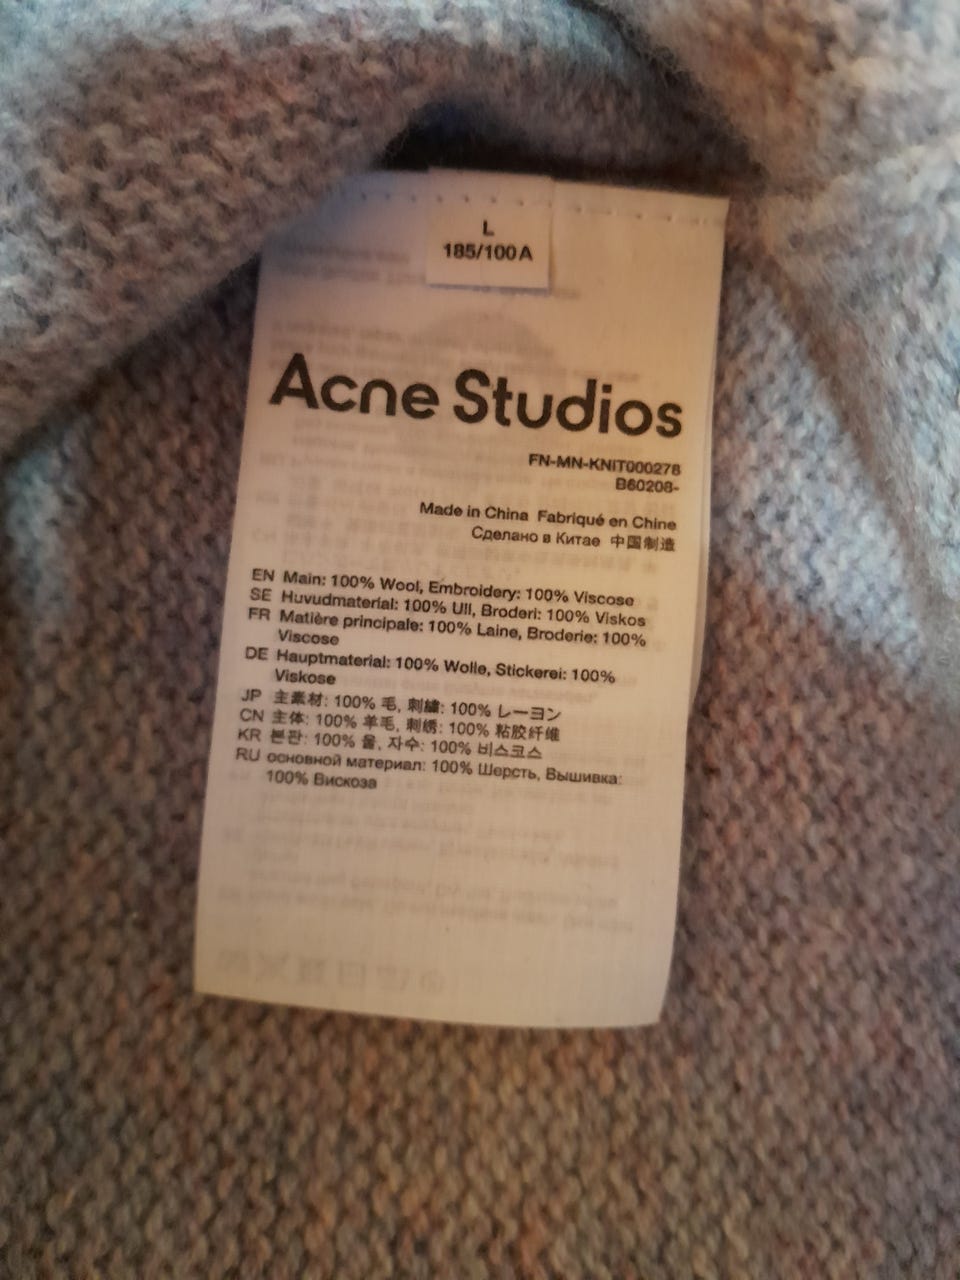 L
185/100A
Acne Studios
FN-MN-KNIT000278
B60208-
Made in China Fabriqué en Chine
Сделано в Китае 中国制造
EN Main: 100% Wool, Embroidery: 100% Viscose
SE Huvudmaterial: 100% Ull, Broderi: 100% Viskos
FR Matière principale: 100% Laine, Broderie: 100%
Viscose
DE Hauptmaterial: 100% Wolle, Stickerei: 100%
Viskose
JP 主素材: 100% 毛, 刺繍: 100% レーヨン
CN 主体: 100% 羊毛, 刺绣: 100% 粘胶纤维
KR 본판: 100% 울, 자수: 100% 비스코스
RU основной материал: 100% Шерсть, Вышивка:
100% Вискоза